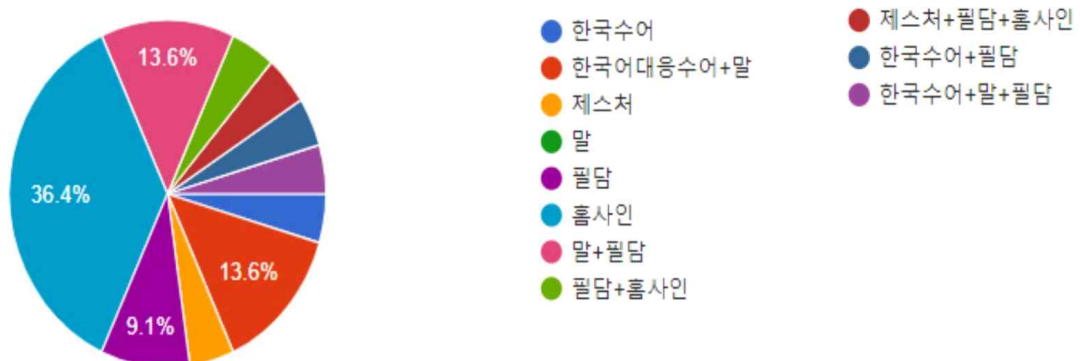 13.6%
36.4%
13.6%
9.1%
한국수어
한국어대응수어+말
제스처
말
필담
홈사인
말+필담
필담+홈사인
제스처+필담+홈사인
한국수어+필담
한국수어+말+필담